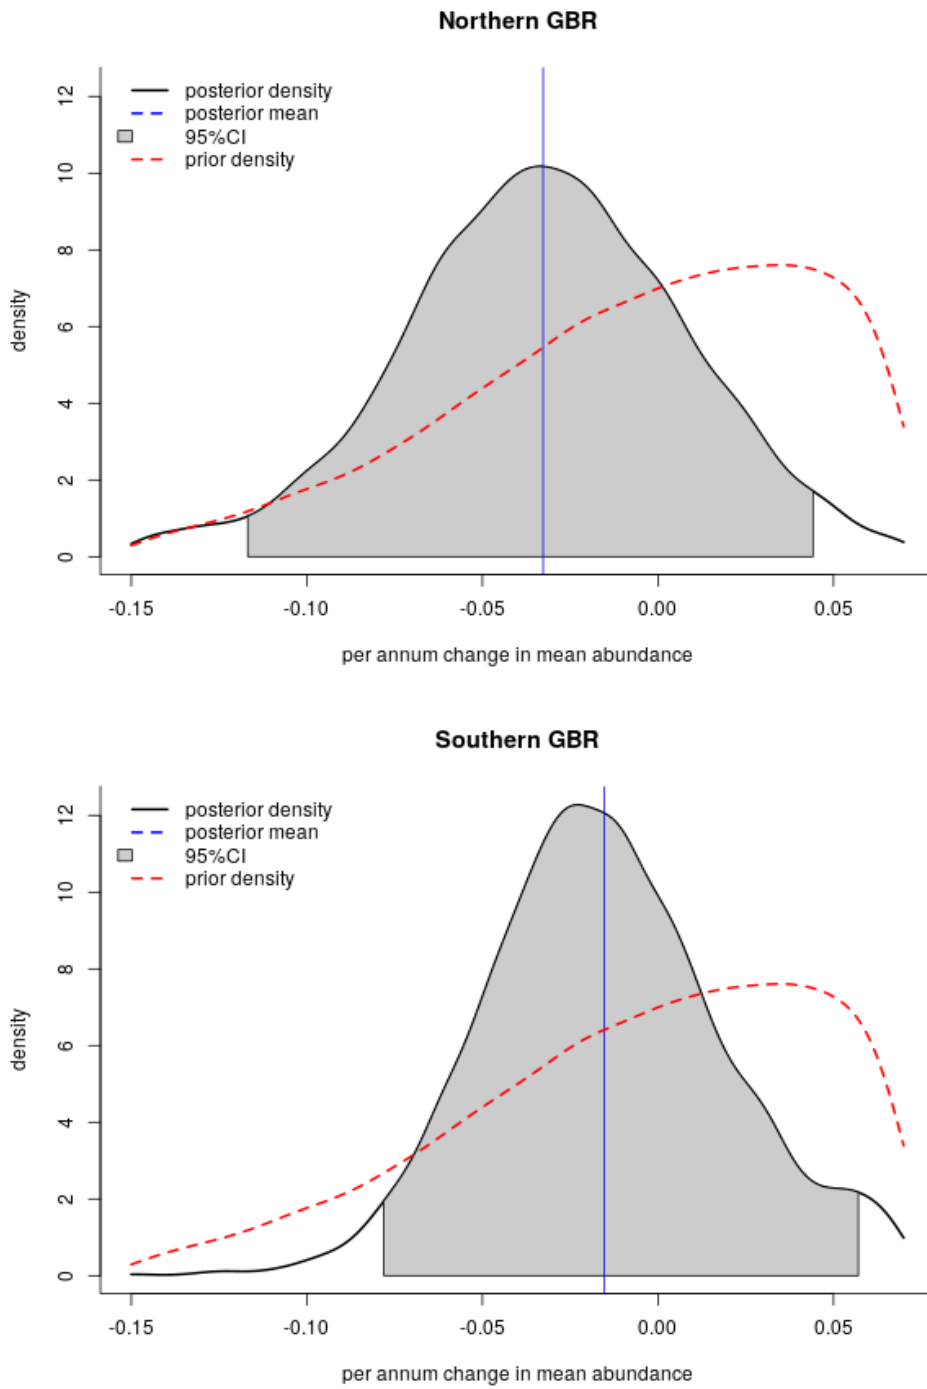 Northern GBR
posterior density
posterior mean
95%CI
prior density
density
12
10
8
6
4
2
0
-0.15 -0.10 -0.05 0.00 0.05
per annum change in mean abundance
Southern GBR
posterior density
posterior mean
95%CI
prior density
density
12
10
8
6
4
2
0
-0.15 -0.10 -0.05 0.00 0.05
per annum change in mean abundance